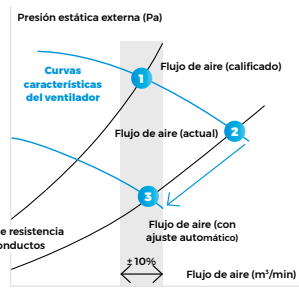 Presión estática externa (Pa)
Curvas
características
del ventilador
1
Flujo de aire (calificado)
Flujo de aire (actual)
2
3
e resistencia
onductos
Flujo de aire (con
ajuste automático)
± 10%
Flujo de aire (m³/min)